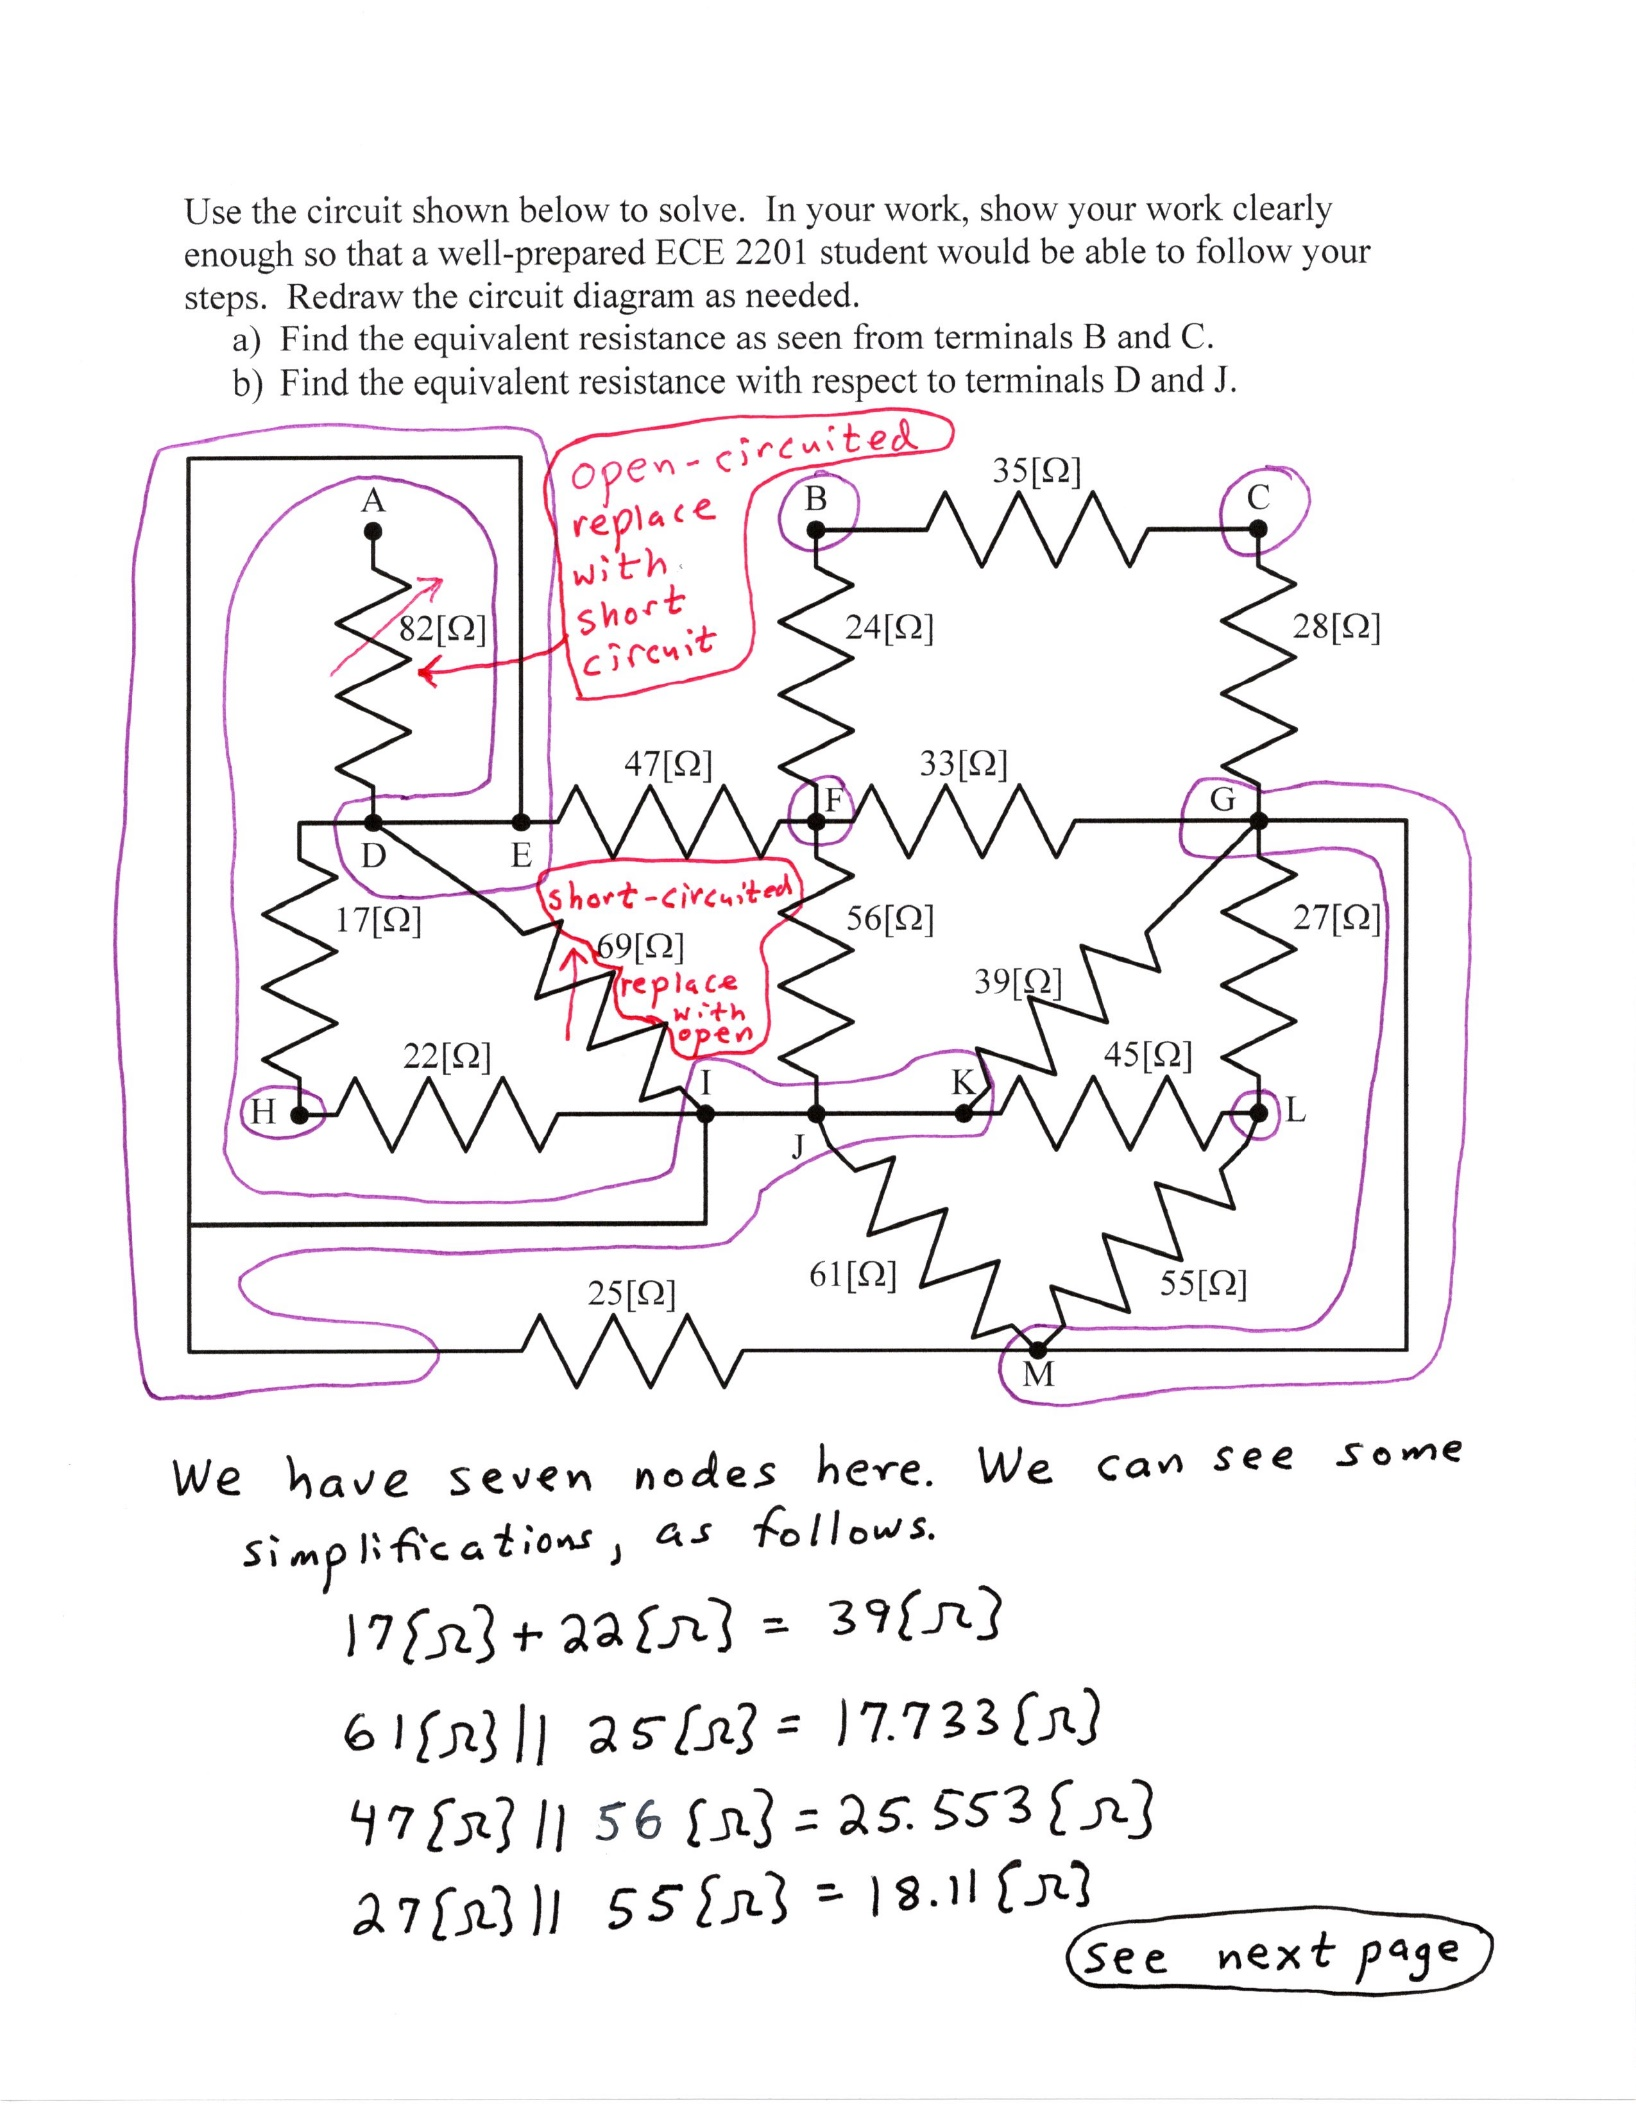 Use the circuit shown below to solve.  In your work, show your work clearly
enough so that a well-prepared ECE 2201 student would be able to follow your
steps.  Redraw the circuit diagram as needed.
a) Find the equivalent resistance as seen from terminals B and C.
b) Find the equivalent resistance with respect to terminals D and J.
open-circuited
replace
with
short
circuit
35[Ω]
A
B
C
82[Ω]
24[Ω]
28[Ω]
47[Ω]
33[Ω]
F
G
D
E
short-circuited
17[Ω]
69[Ω]
56[Ω]
27[Ω]
replace
with
open
39[Ω]
22[Ω]
45[Ω]
I
K
H
L
J
61[Ω]
55[Ω]
25[Ω]
M
We have seven nodes here. We can see some
simplifications, as follows.
17{Ω} + 22{Ω} = 39{Ω}
61{Ω} || 25{Ω} = 17.733{Ω}
47{Ω} || 56{Ω} = 25.553{Ω}
27{Ω} || 55{Ω} = 18.11{Ω}
see next page